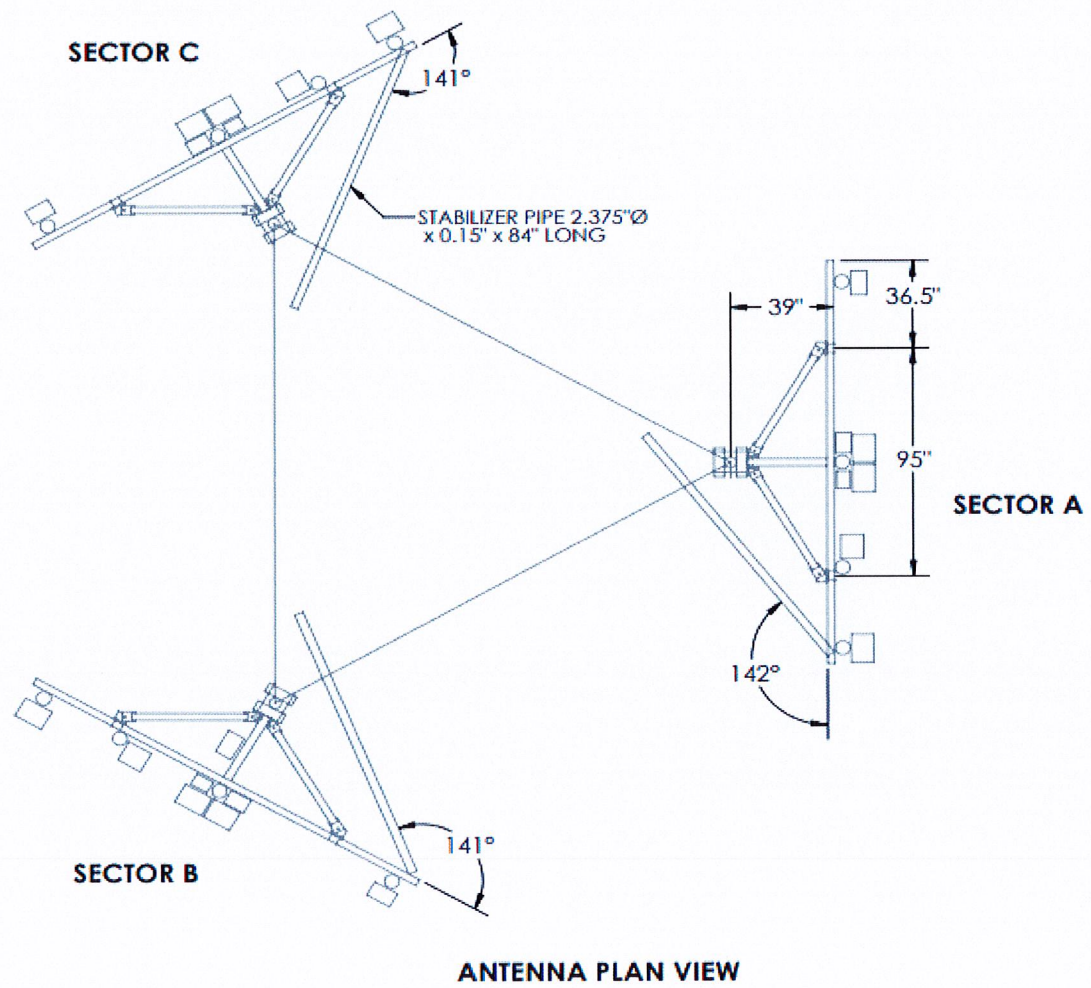 SECTOR C
141°
STABILIZER PIPE 2.375"Ø
x 0.15" x 84" LONG
39"
36.5"
95"
SECTOR A
142°
141°
SECTOR B
ANTENNA PLAN VIEW